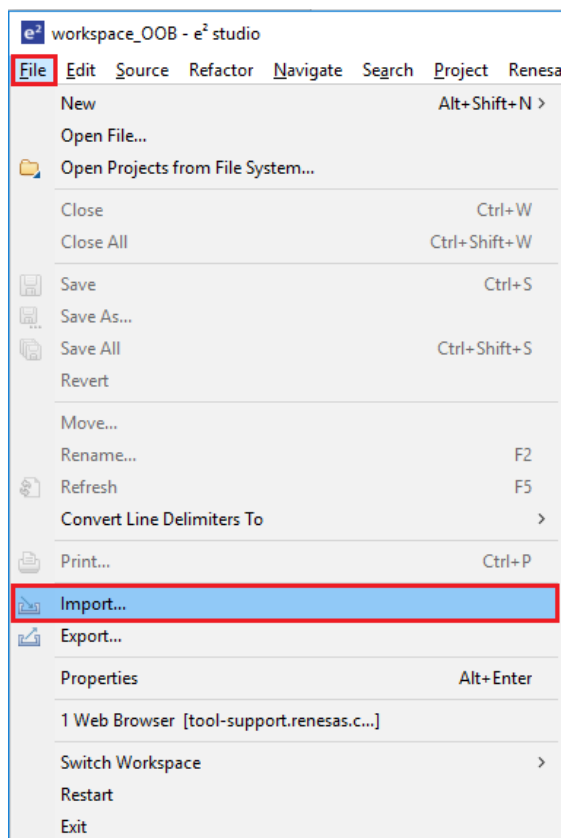 e² workspace_OOB - e² studio
File Edit Source Refactor Navigate Search Project Renesa
New Alt+Shift+N >
Open File...
Open Projects from File System...
Close Ctrl+W
Close All Ctrl+Shift+W
Save Ctrl+S
Save As...
Save All Ctrl+Shift+S
Revert
Move...
Rename... F2
Refresh F5
Convert Line Delimiters To >
Print... Ctrl+P
Import...
Export...
Properties Alt+Enter
1 Web Browser [tool-support.renesas.c...]
Switch Workspace >
Restart
Exit